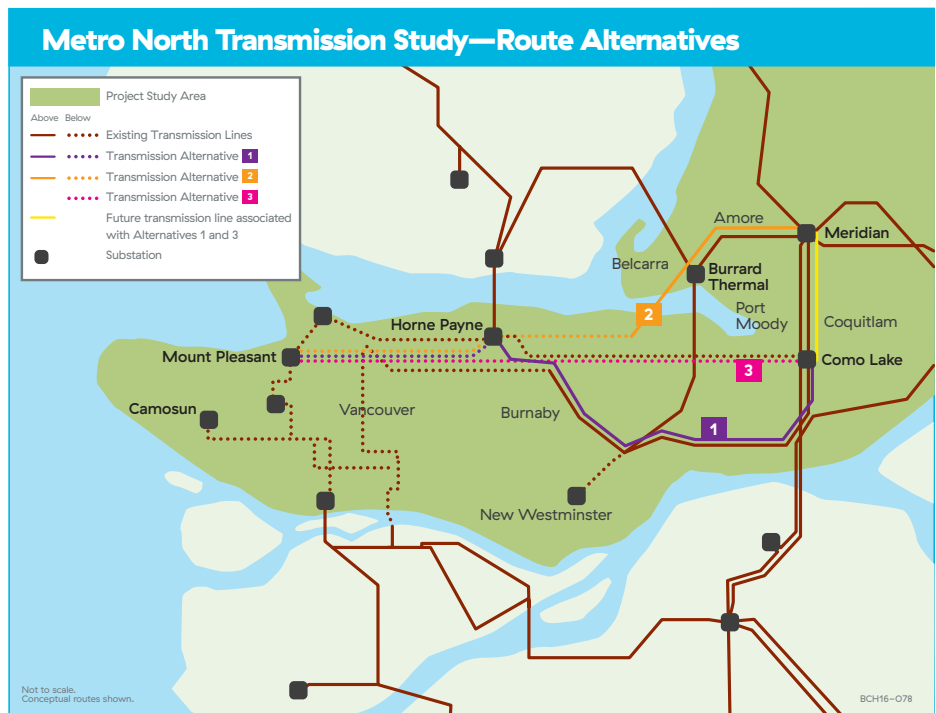 Metro North Transmission Study—Route Alternatives
Project Study Area
Above Below
Existing Transmission Lines
Transmission Alternative 1
Transmission Alternative 2
Transmission Alternative 3
Future transmission line associated
with Alternatives 1 and 3
Substation
Amore
Meridian
Belcarra
Burrard
Thermal
2
Port
Moody
Coquitlam
Horne Payne
Mount Pleasant
Como Lake
3
Camosun
Vancouver
Burnaby
1
New Westminster
Not to scale.
Conceptual routes shown.
BCH16-078